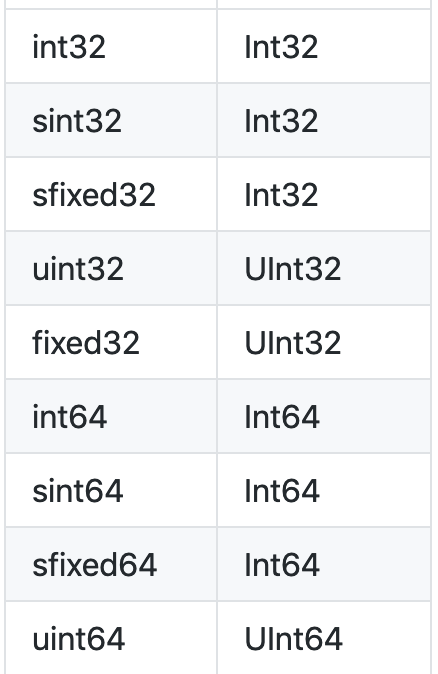 int32 Int32
sint32 Int32
sfixed32 Int32
uint32 UInt32
fixed32 UInt32
int64 Int64
sint64 Int64
sfixed64 Int64
uint64 UInt64